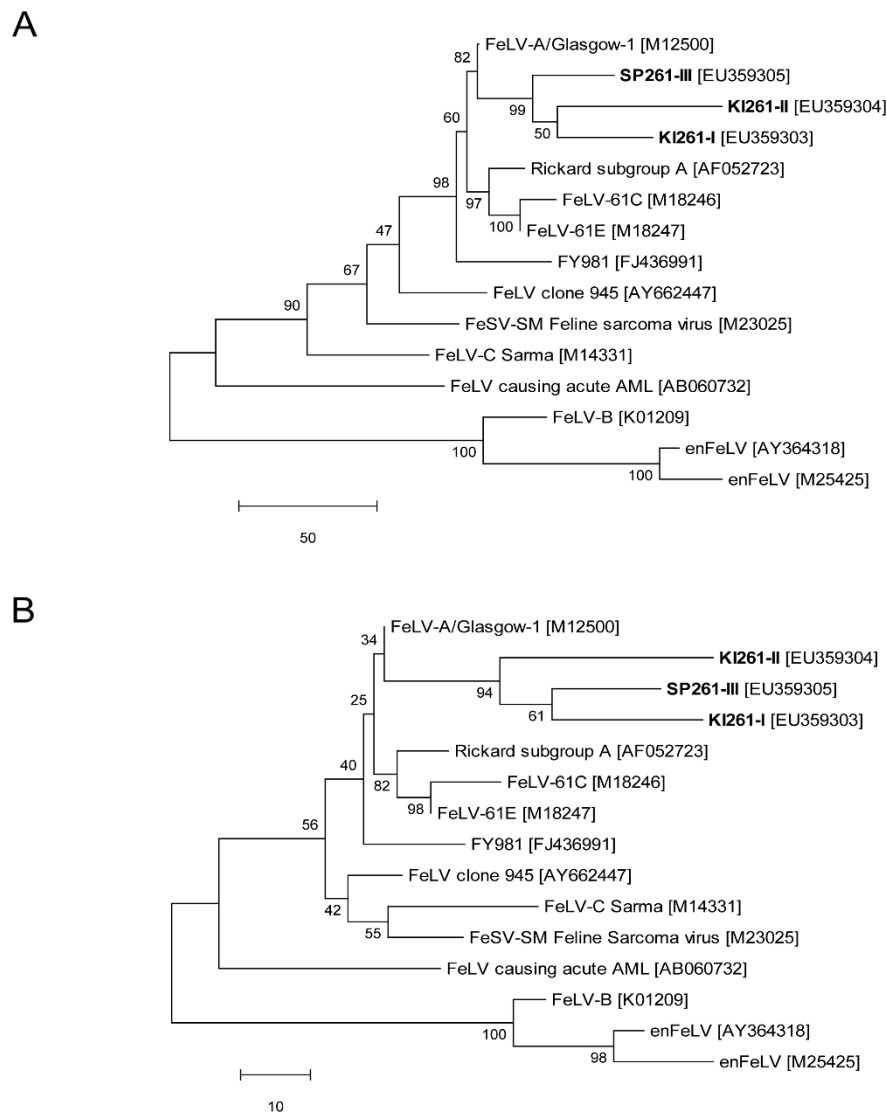 A
FeLV-A/Glasgow-1 [M12500]
82
SP261-III [EU359305]
99
KI261-II [EU359304]
50
KI261-I [EU359303]
60
Rickard subgroup A [AF052723]
98
97
FeLV-61C [M18246]
100
FeLV-61E [M18247]
47
FY981 [FJ436991]
67
FeLV clone 945 [AY662447]
90
FeSV-SM Feline sarcoma virus [M23025]
FeLV-C Sarma [M14331]
FeLV causing acute AML [AB060732]
FeLV-B [K01209]
100
enFeLV [AY364318]
100
enFeLV [M25425]
50
B
FeLV-A/Glasgow-1 [M12500]
34
KI261-II [EU359304]
94
SP261-III [EU359305]
25
61
KI261-I [EU359303]
Rickard subgroup A [AF052723]
40
82
FeLV-61C [M18246]
98
FeLV-61E [M18247]
56
FY981 [FJ436991]
FeLV clone 945 [AY662447]
42
FeLV-C Sarma [M14331]
55
FeSV-SM Feline Sarcoma virus [M23025]
FeLV causing acute AML [AB060732]
FeLV-B [K01209]
100
enFeLV [AY364318]
98
enFeLV [M25425]
10